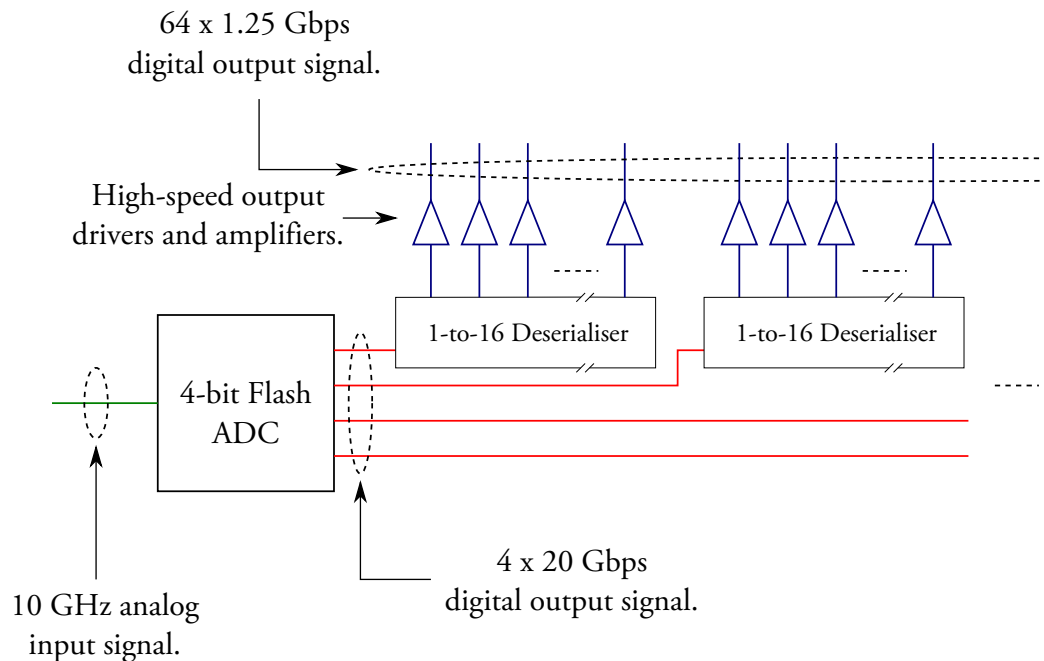 64 x 1.25 Gbps
digital output signal.
High-speed output
drivers and amplifiers.
1-to-16 Deserialiser
1-to-16 Deserialiser
4-bit Flash
ADC
4 x 20 Gbps
digital output signal.
10 GHz analog
input signal.